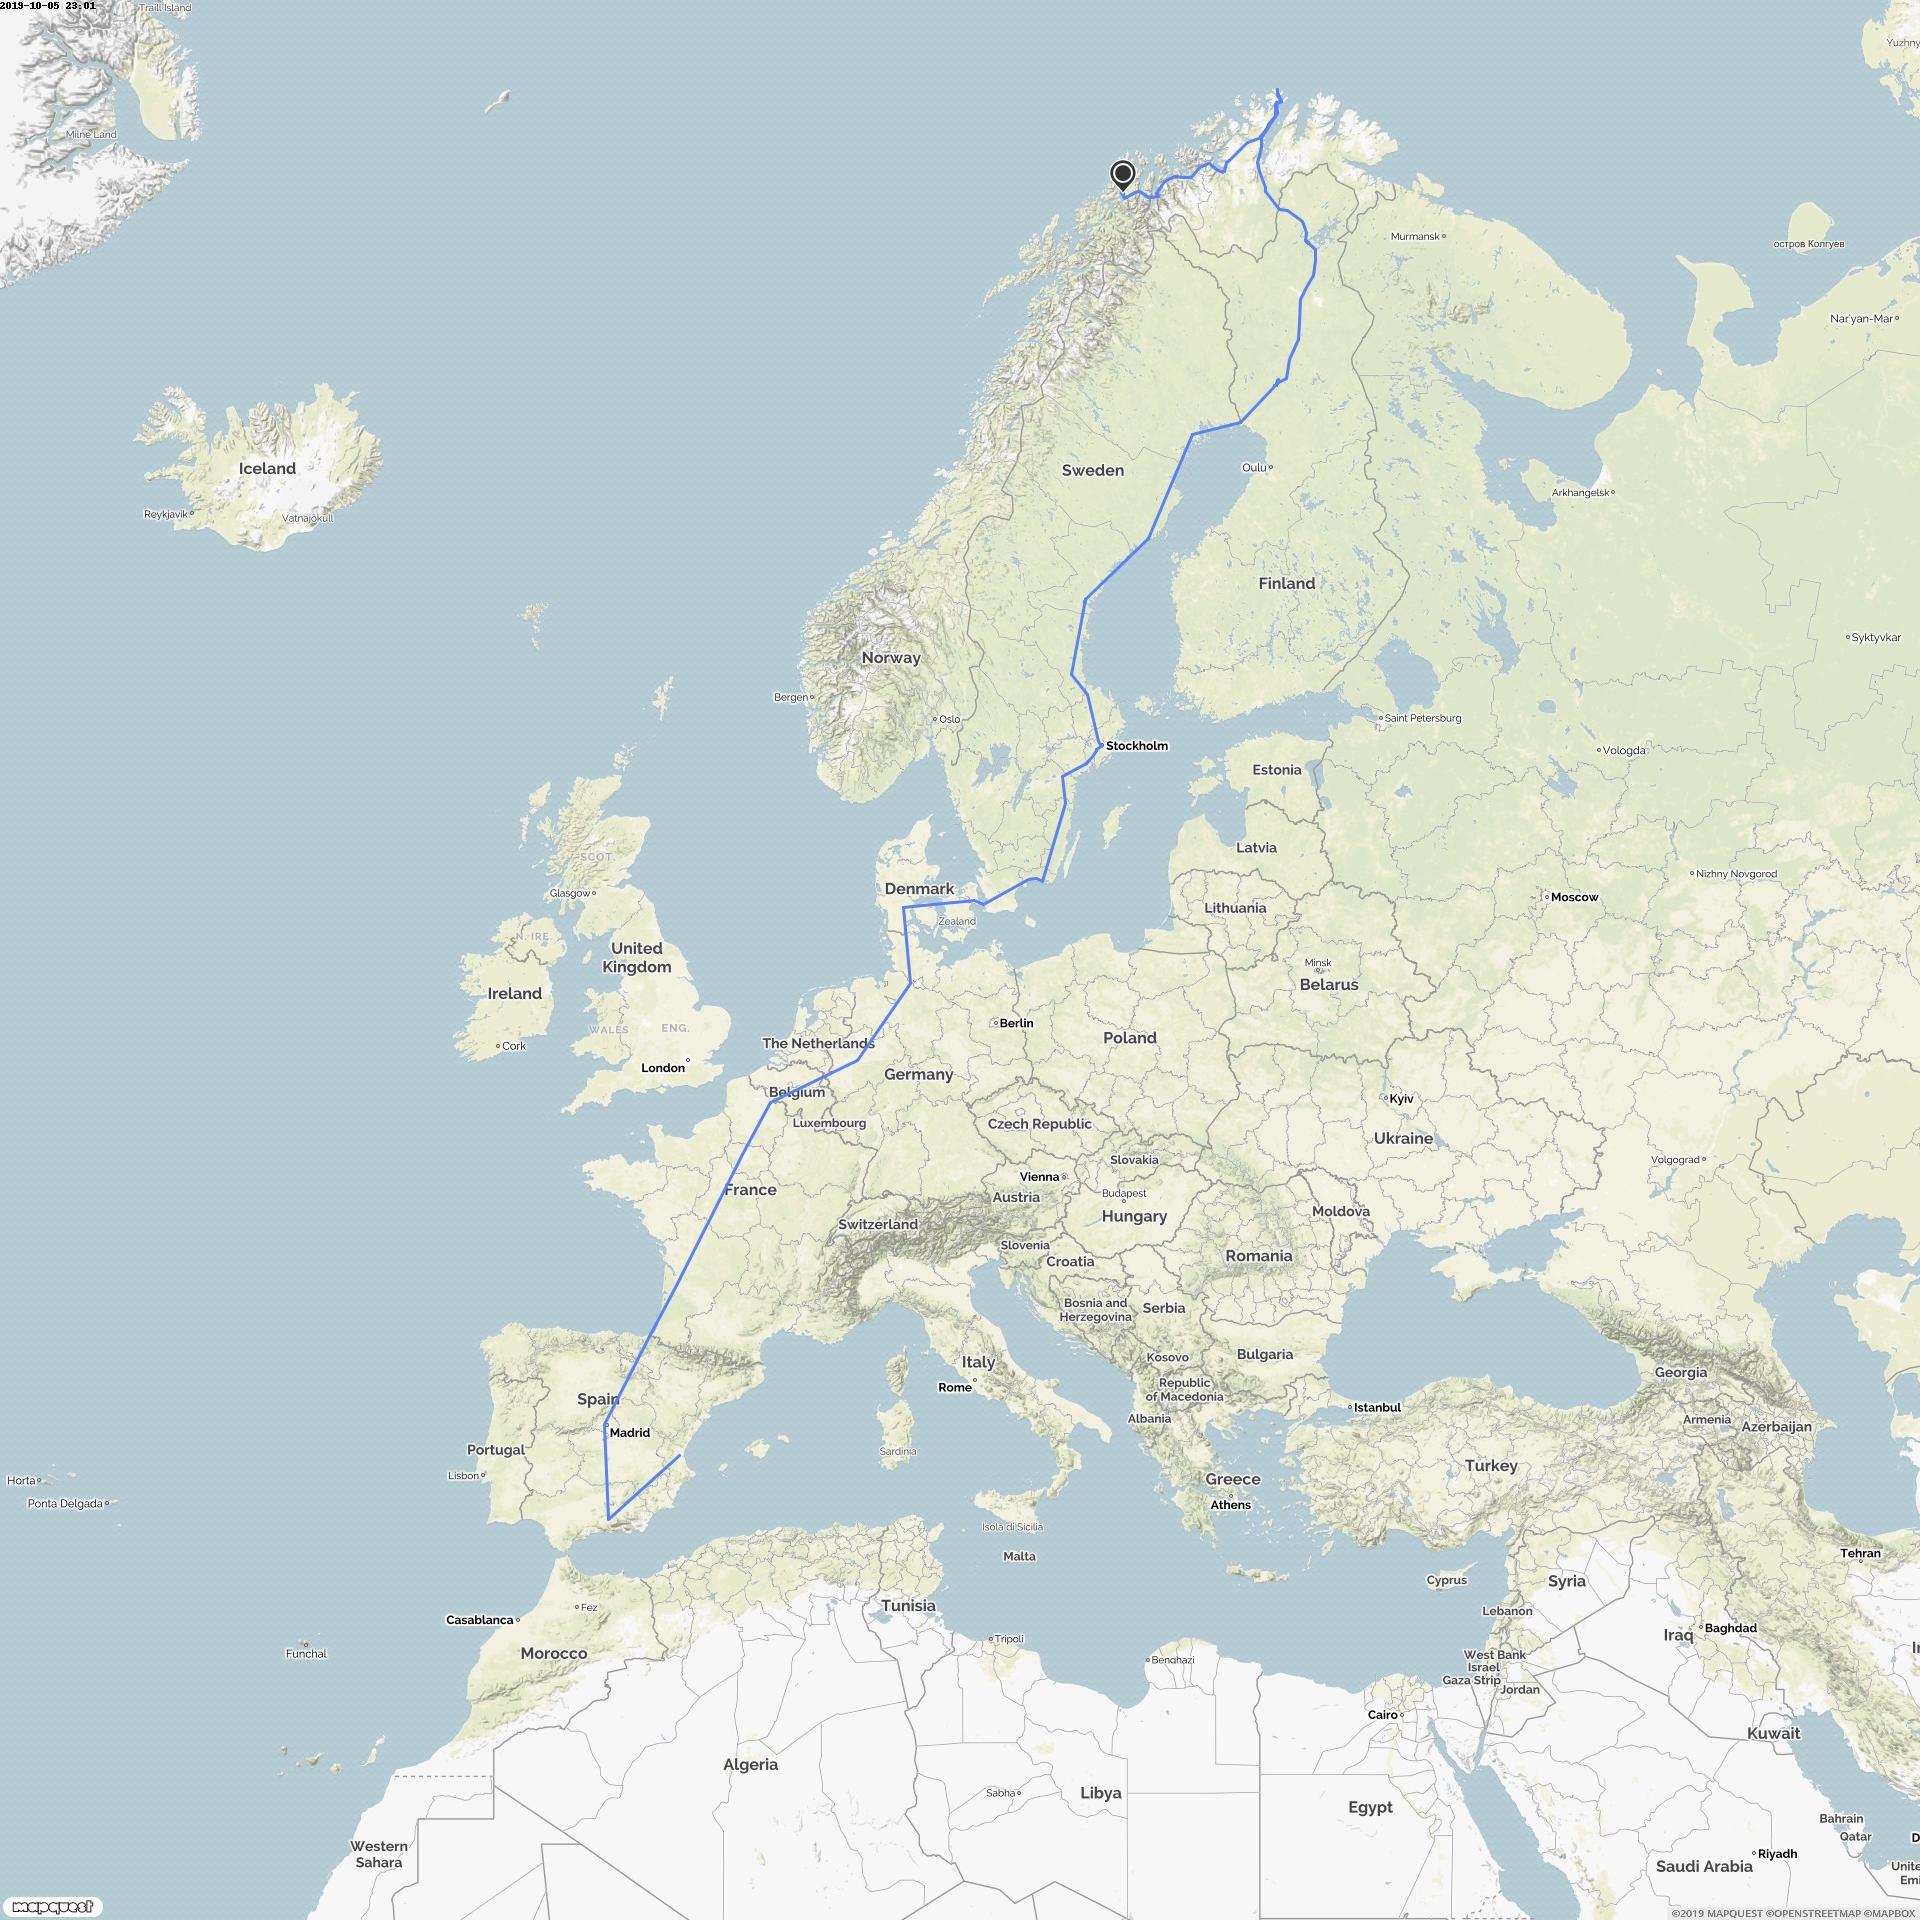 2019-10-05 23:01
Traill Island
Yuzhny
Milne Land
Murmansk
остров Колгуев
Nar'yan-Mar
Iceland
Sweden
Oulu
Arkhangelsk
Reykjavik
Vatnajökull
Finland
Syktyvkar
Norway
Bergen
Oslo
Saint Petersburg
Stockholm
Vologda
Estonia
Latvia
SCOT.
Denmark
Glasgow
Nizhny Novgorod
Moscow
Lithuania
Zealand
N. IRE.
United
Kingdom
Minsk
Belarus
Ireland
WALES
ENG.
Berlin
Cork
The Netherlands
Poland
London
Germany
Belgium
Kyiv
Luxembourg
Czech Republic
Ukraine
Slovakia
Volgograd
Vienna
France
Austria
Budapest
Hungary
Moldova
Switzerland
Slovenia
Croatia
Romania
Bosnia and
Herzegovina
Serbia
Italy
Kosovo
Bulgaria
Georgia
Rome
Republic
of Macedonia
Spain
Istanbul
Albania
Armenia
Azerbaijan
Madrid
Portugal
Sardinia
Turkey
Lisbon
Horta
Greece
Ponta Delgada
Athens
Isola di Sicilia
Malta
Tehran
Cyprus
Syria
Fez
Tunisia
Lebanon
Casablanca
Iraq
Baghdad
Tripoli
Funchal
Morocco
Benghazi
West Bank
Israel
Gaza Strip
Jordan
Cairo
Kuwait
Algeria
Sabha
Libya
Egypt
Bahrain
Qatar
Western
Sahara
Riyadh
Saudi Arabia
Unite
Emi
mapquest
©2019 MAPQUEST ©OPENSTREETMAP ©MAPBOX